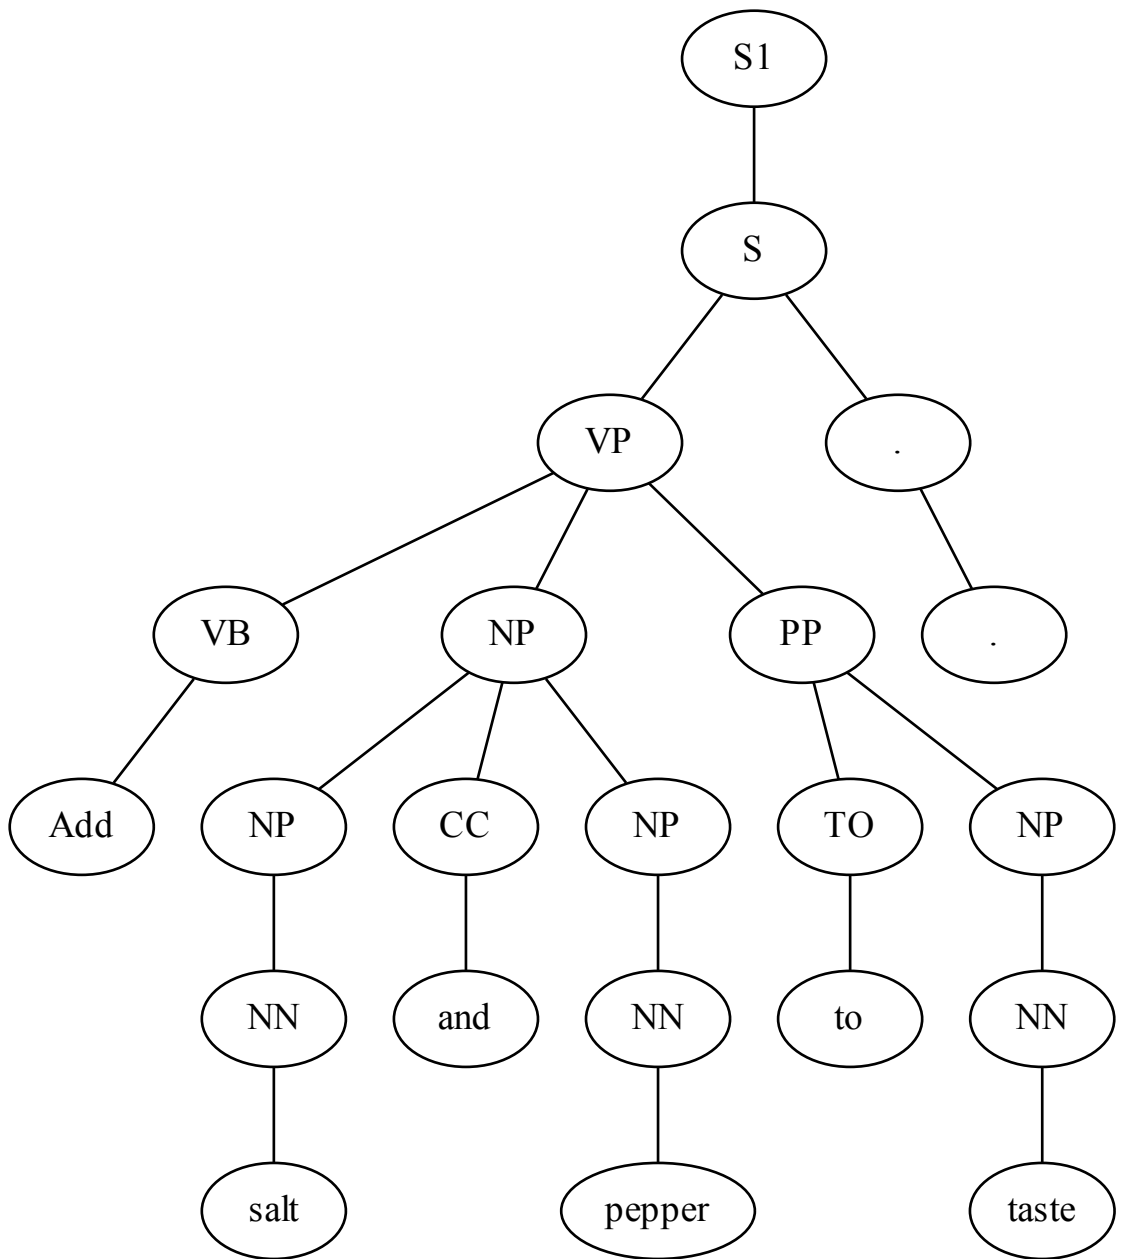 S1
S
VP .
VB NP PP .
Add NP CC NP TO NP
NN and NN to NN
salt pepper taste